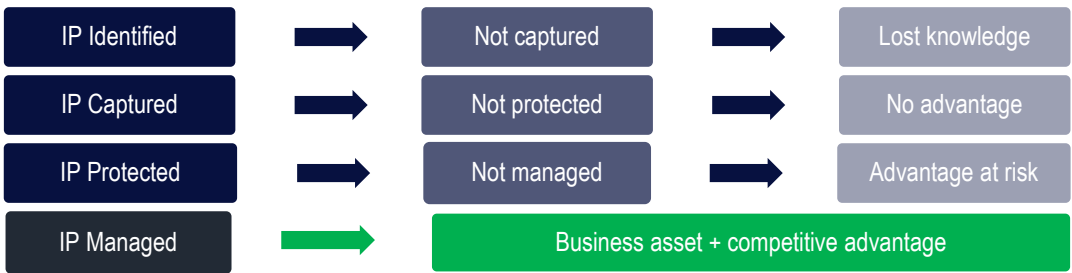 IP Identified Not captured Lost knowledge
IP Captured Not protected No advantage
IP Protected Not managed Advantage at risk
IP Managed Business asset + competitive advantage